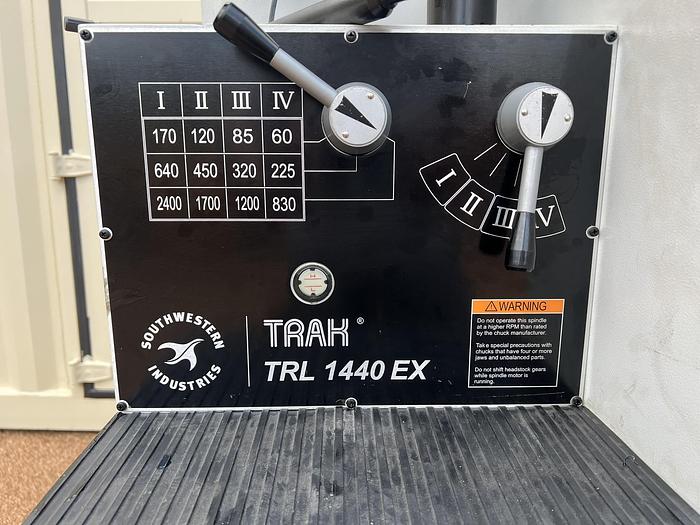 I II III IV
170 120 85 60
640 450 320 225
2400 1700 1200 830
I II III IV
H
L
SOUTHWESTERN
INDUSTRIES
TRAK ®
TRL 1440 EX
WARNING
Do not operate this spindle
at a higher RPM than rated
by the chuck manufacturer.
Take special precautions with
chucks that have four or more
jaws and unbalanced parts.
Do not shift headstock gears
while spindle motor is
running.